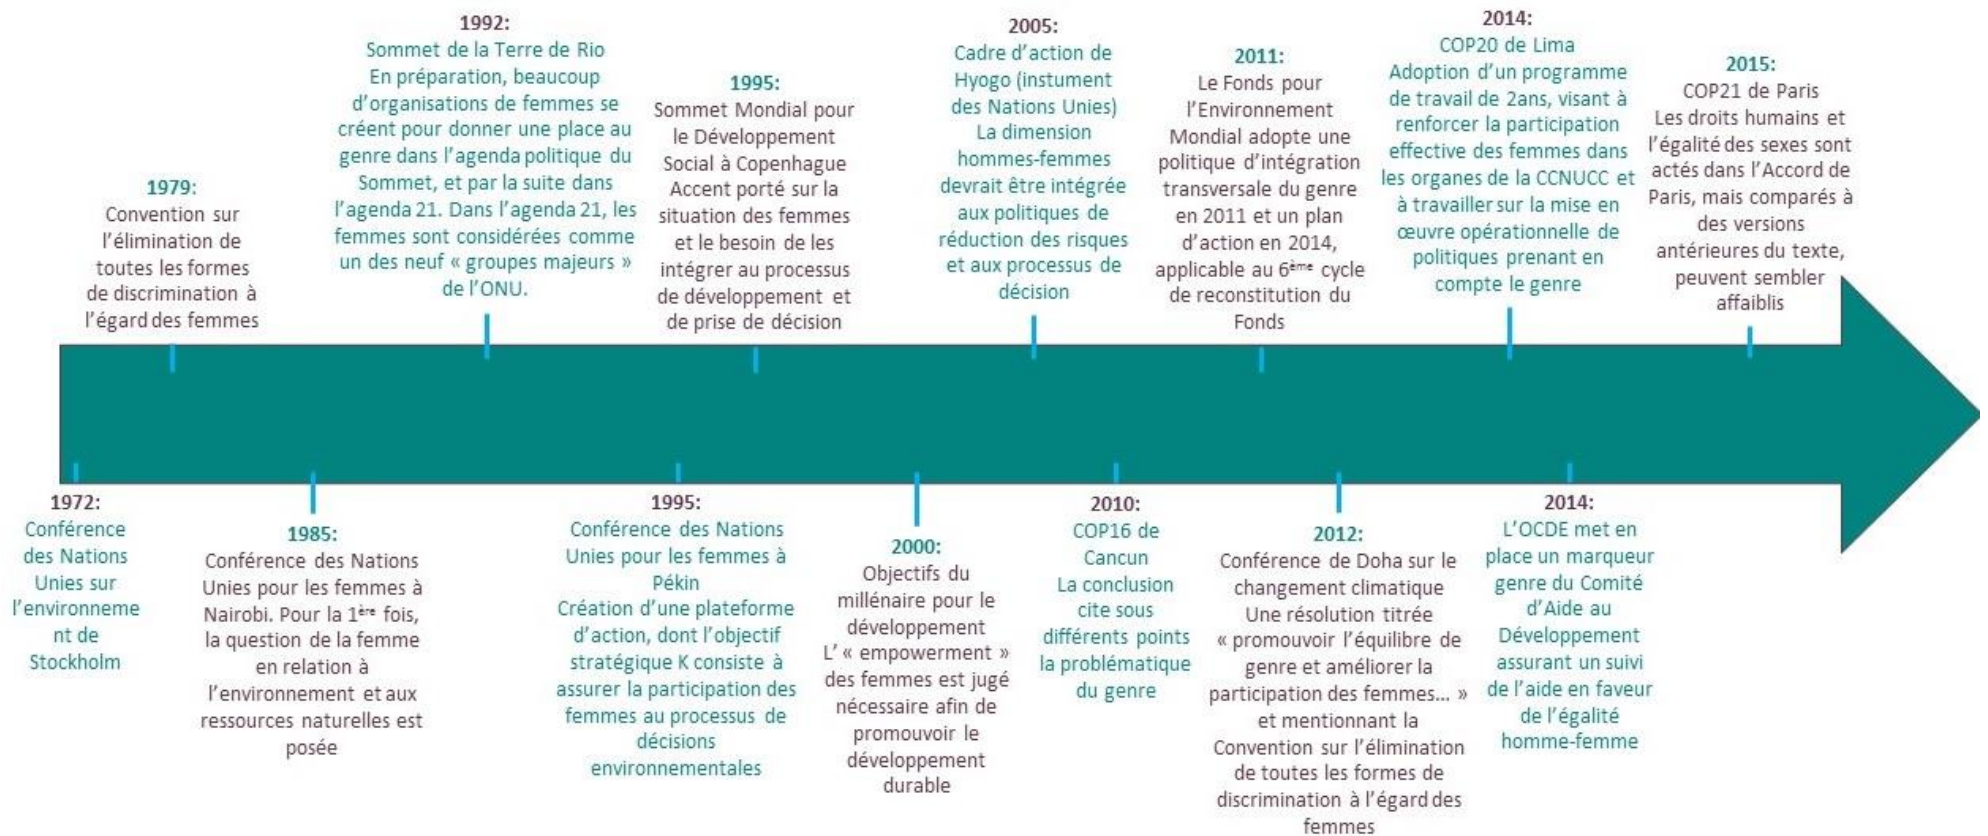 1979:
Convention sur
l'élimination de
toutes les formes
de discrimination à
l'égard des femmes
1992:
Sommet de la Terre de Rio
En préparation, beaucoup
d'organisations de femmes se
créent pour donner une place au
genre dans l'agenda politique du
Sommet, et par la suite dans
l'agenda 21. Dans l'agenda 21, les
femmes sont considérées comme
un des neuf « groupes majeurs »
de l'ONU.
1995:
Sommet Mondial pour
le Développement
Social à Copenhague
Accent porté sur la
situation des femmes
et le besoin de les
intégrer au processus
de développement et
de prise de décision
2005:
Cadre d'action de
Hyogo (instument
des Nations Unies)
La dimension
hommes-femmes
devrait être intégrée
aux politiques de
réduction des risques
et aux processus de
décision
2011:
Le Fonds pour
l'Environnement
Mondial adopte une
politique d'intégration
transversale du genre
en 2011 et un plan
d'action en 2014,
applicable au 6ème cycle
de reconstitution du
Fonds
2014:
COP20 de Lima
Adoption d'un programme
de travail de 2ans, visant à
renforcer la participation
effective des femmes dans
les organes de la CCNUCC et
à travailler sur la mise en
œuvre opérationnelle de
politiques prenant en
compte le genre
2015:
COP21 de Paris
Les droits humains et
l'égalité des sexes sont
actés dans l'Accord de
Paris, mais comparés à
des versions
antérieures du texte,
peuvent sembler
affaiblis
1972:
Conférence
des Nations
Unies sur
l'environneme
nt de
Stockholm
1985:
Conférence des Nations
Unies pour les femmes à
Nairobi. Pour la 1ère fois,
la question de la femme
en relation à
l'environnement et aux
ressources naturelles est
posée
1995:
Conférence des Nations
Unies pour les femmes à
Pékin
Création d'une plateforme
d'action, dont l'objectif
stratégique K consiste à
assurer la participation des
femmes au processus de
décisions
environnementales
2000:
Objectifs du
millénaire pour le
développement
L' « empowerment »
des femmes est jugé
nécessaire afin de
promouvoir le
développement
durable
2010:
COP16 de
Cancun
La conclusion
cite sous
différents points
la problématique
du genre
2012:
Conférence de Doha sur le
changement climatique
Une résolution titrée
« promouvoir l'équilibre de
genre et améliorer la
participation des femmes… »
et mentionnant la
Convention sur l'élimination
de toutes les formes de
discrimination à l'égard des
femmes
2014:
L'OCDE met en
place un marqueur
genre du Comité
d'Aide au
Développement
assurant un suivi
de l'aide en faveur
de l'égalité
homme-femme